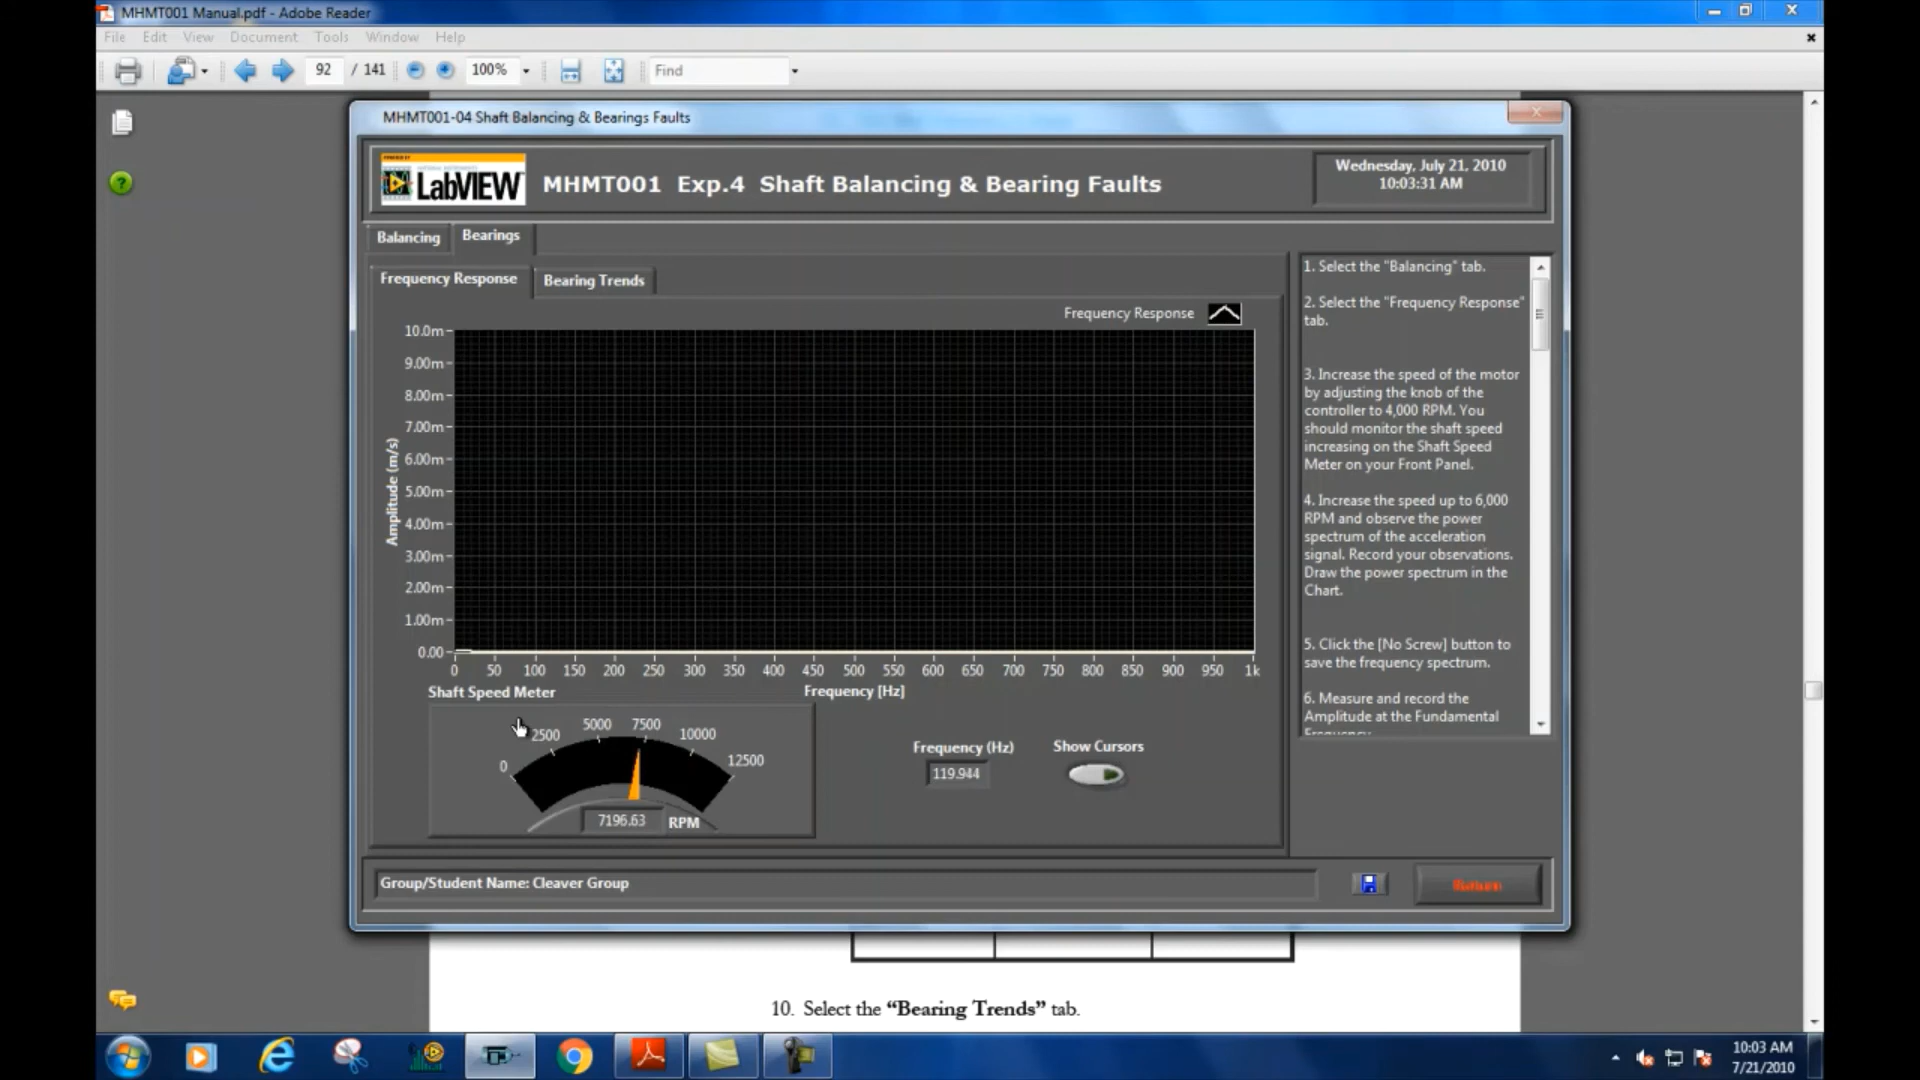 MHMT001 Manual.pdf - Adobe Reader
File Edit View Document Tools Window Help
92 / 141 100% Find
MHMT001-04 Shaft Balancing & Bearings Faults
LabVIEW
MHMT001 Exp.4 Shaft Balancing & Bearing Faults
Wednesday, July 21, 2010
10:03:31 AM
Balancing Bearings
Frequency Response Bearing Trends
Frequency Response
10.0m
9.00m
8.00m
7.00m
6.00m
5.00m
4.00m
3.00m
2.00m
1.00m
0.00
Amplitude (m/s)
0 50 100 150 200 250 300 350 400 450 500 550 600 650 700 750 800 850 900 950 1k
Frequency [Hz]
Shaft Speed Meter
0 2500 5000 7500 10000 12500
7196.63 RPM
Frequency (Hz)
119.944
Show Cursors
1. Select the "Balancing" tab.
2. Select the "Frequency Response"
tab.
3. Increase the speed of the motor
by adjusting the knob of the
controller to 4,000 RPM. You
should monitor the shaft speed
increasing on the Shaft Speed
Meter on your Front Panel.
4. Increase the speed up to 6,000
RPM and observe the power
spectrum of the acceleration
signal. Record your observations.
Draw the power spectrum in the
Chart.
5. Click the [No Screw] button to
save the frequency spectrum.
6. Measure and record the
Amplitude at the Fundamental
Frequency
Group/Student Name: Cleaver Group
Return
10. Select the “Bearing Trends” tab.
10:03 AM
7/21/2010